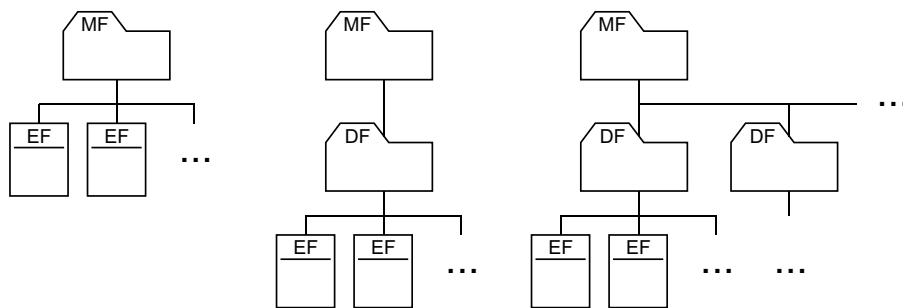 MF MF MF
...
EF EF ... DF DF DF
EF EF ... EF EF ... ...